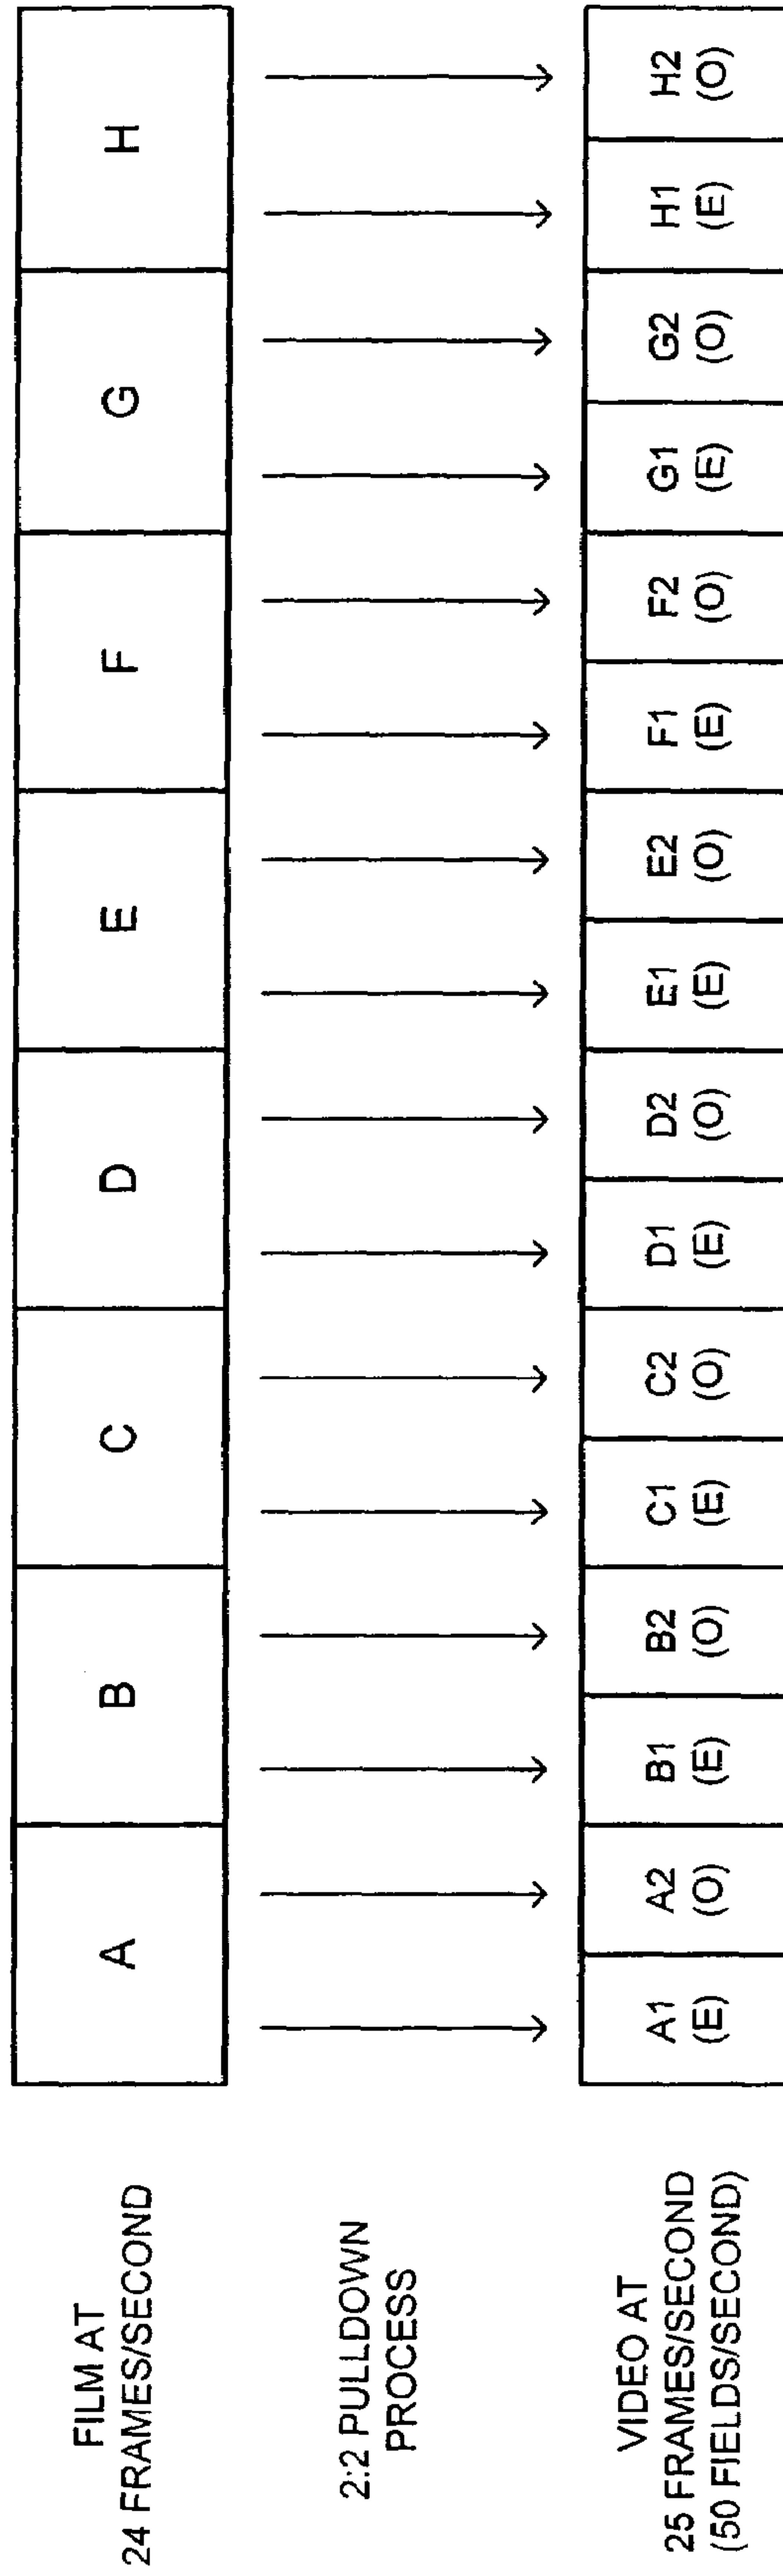 FILM AT
24 FRAMES/SECOND
A B C D E F G H
2:2 PULLDOWN
PROCESS
VIDEO AT
25 FRAMES/SECOND
(50 FIELDS/SECOND)
A1 A2 B1 B2 C1 C2 D1 D2 E1 E2 F1 F2 G1 G2 H1 H2
(E) (O) (E) (O) (E) (O) (E) (O) (E) (O) (E) (O) (E) (O) (E) (O)